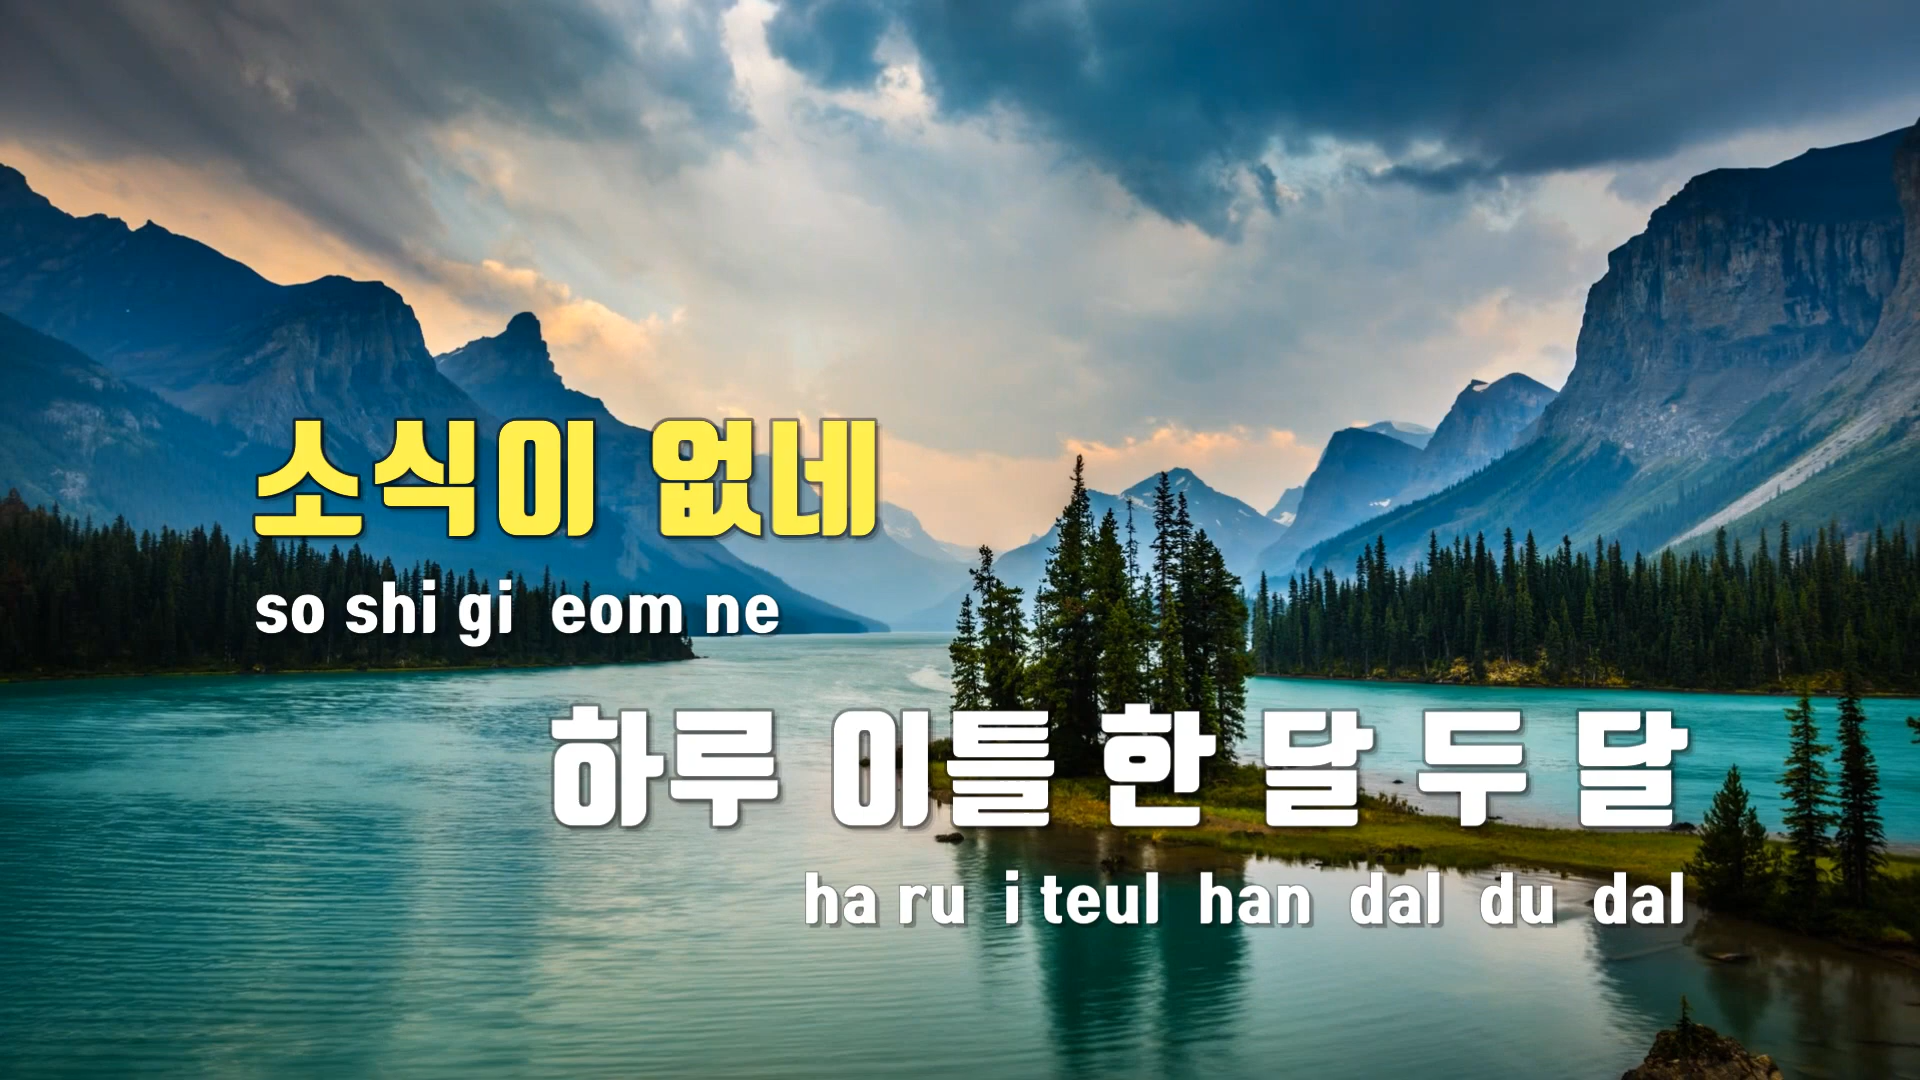 소식이 없네
so shi gi eom ne
하루 이틀 한 달 두 달
ha ru i teul han dal du dal